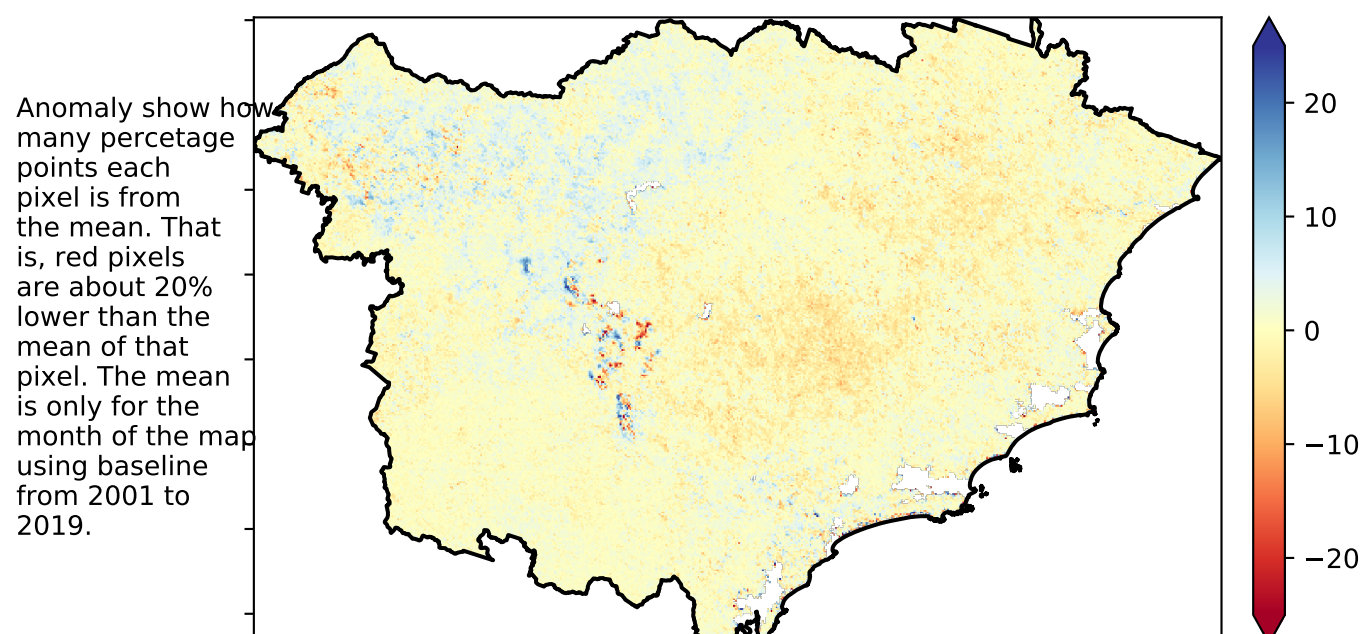 Anomaly show how
many percetage
points each
pixel is from
the mean. That
is, red pixels
are about 20%
lower than the
mean of that
pixel. The mean
is only for the
month of the map
using baseline
from 2001 to
2019.
20
10
0
−10
−20